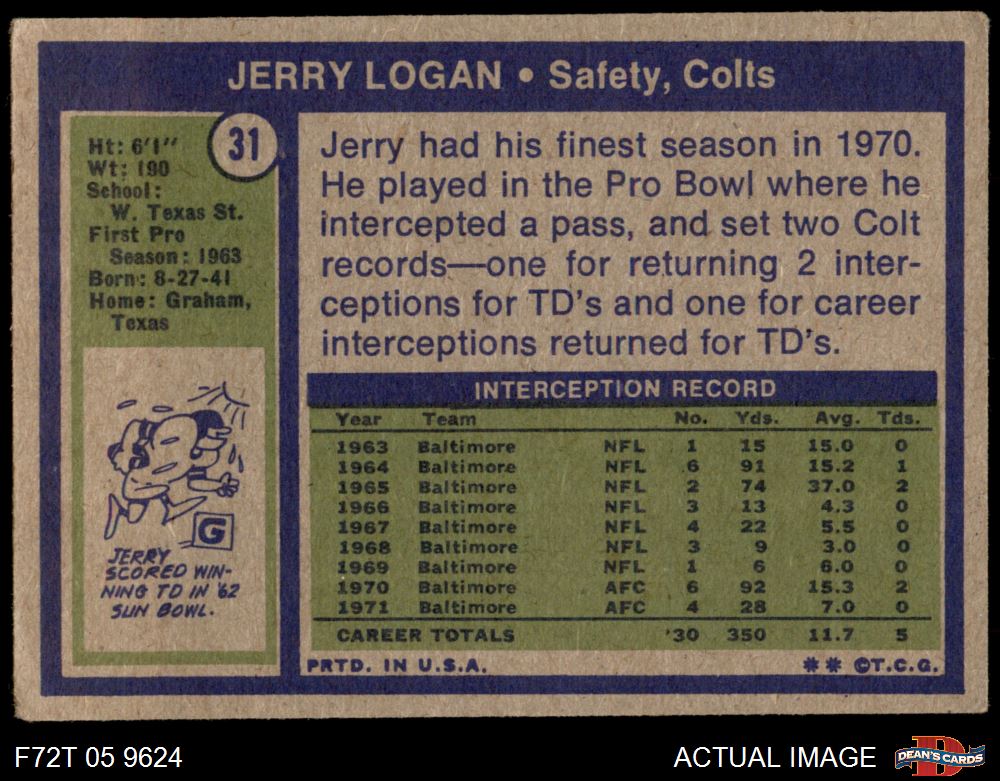 JERRY LOGAN • Safety, Colts
31
Ht: 6'1"
Wt: 190
School:
W. Texas St.
First Pro
Season: 1963
Born: 8-27-41
Home: Graham,
Texas
G
JERRY
SCORED WIN-
NING TD IN '62
SUN BOWL.
Jerry had his finest season in 1970.
He played in the Pro Bowl where he
intercepted a pass, and set two Colt
records—one for returning 2 inter-
ceptions for TD's and one for career
interceptions returned for TD's.
INTERCEPTION RECORD
Year Team No. Yds. Avg. Tds.
1963 Baltimore NFL 1 15 15.0 0
1964 Baltimore NFL 6 91 15.2 1
1965 Baltimore NFL 2 74 37.0 2
1966 Baltimore NFL 3 13 4.3 0
1967 Baltimore NFL 4 22 5.5 0
1968 Baltimore NFL 3 9 3.0 0
1969 Baltimore NFL 1 6 6.0 0
1970 Baltimore AFC 6 92 15.3 2
1971 Baltimore AFC 4 28 7.0 0
CAREER TOTALS 30 350 11.7 5
PRTD. IN U.S.A. ** ©T.C.G.
F72T 05 9624 ACTUAL IMAGE D DEAN'S CARDS